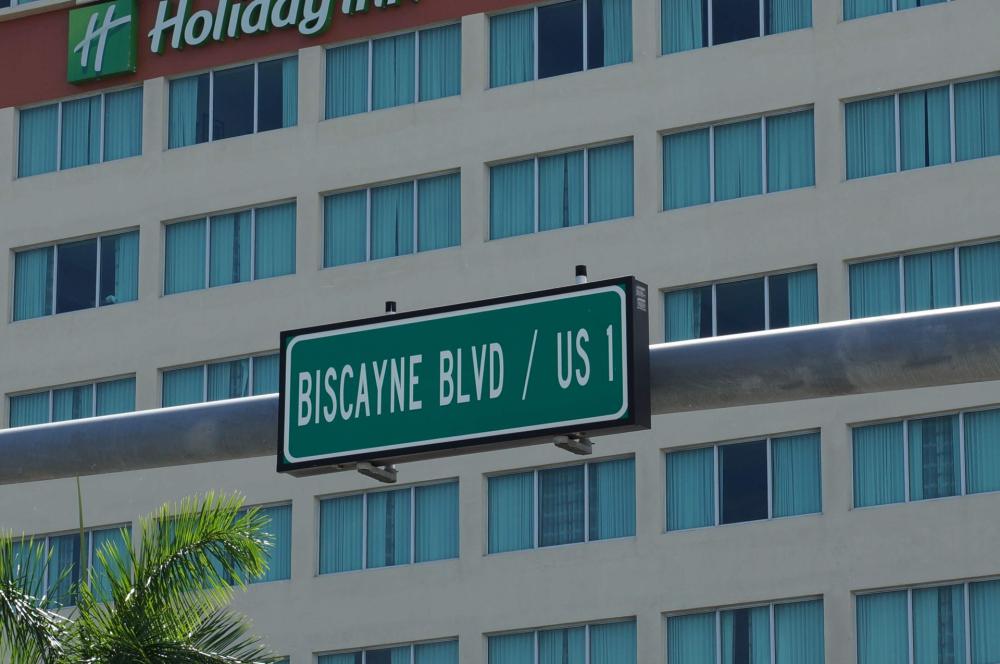 Holiday Inn
BISCAYNE BLVD / US 1